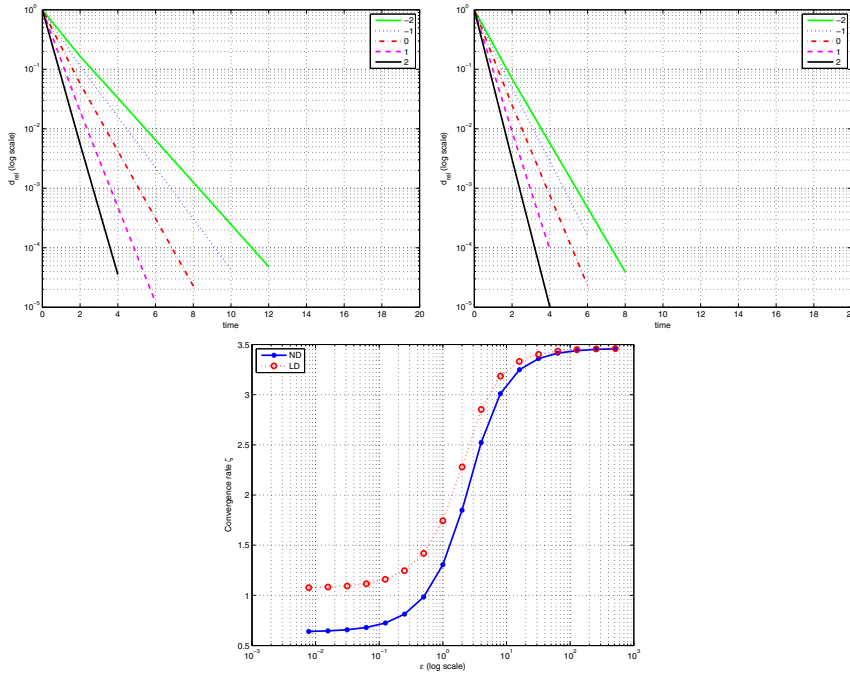 10^0
10^-1
10^-2
10^-3
10^-4
10^-5
d_rel (log scale)
0 2 4 6 8 10 12 14 16 18 20
time
-2
-1
0
1
2
10^0
10^-1
10^-2
10^-3
10^-4
10^-5
d_rel (log scale)
0 2 4 6 8 10 12 14 16 18 20
time
-2
-1
0
1
2
3.5
3
2.5
2
1.5
1
0.5
Convergence rate ζ
10^-3 10^-2 10^-1 10^0 10^1 10^2 10^3
ε (log scale)
ND
LD